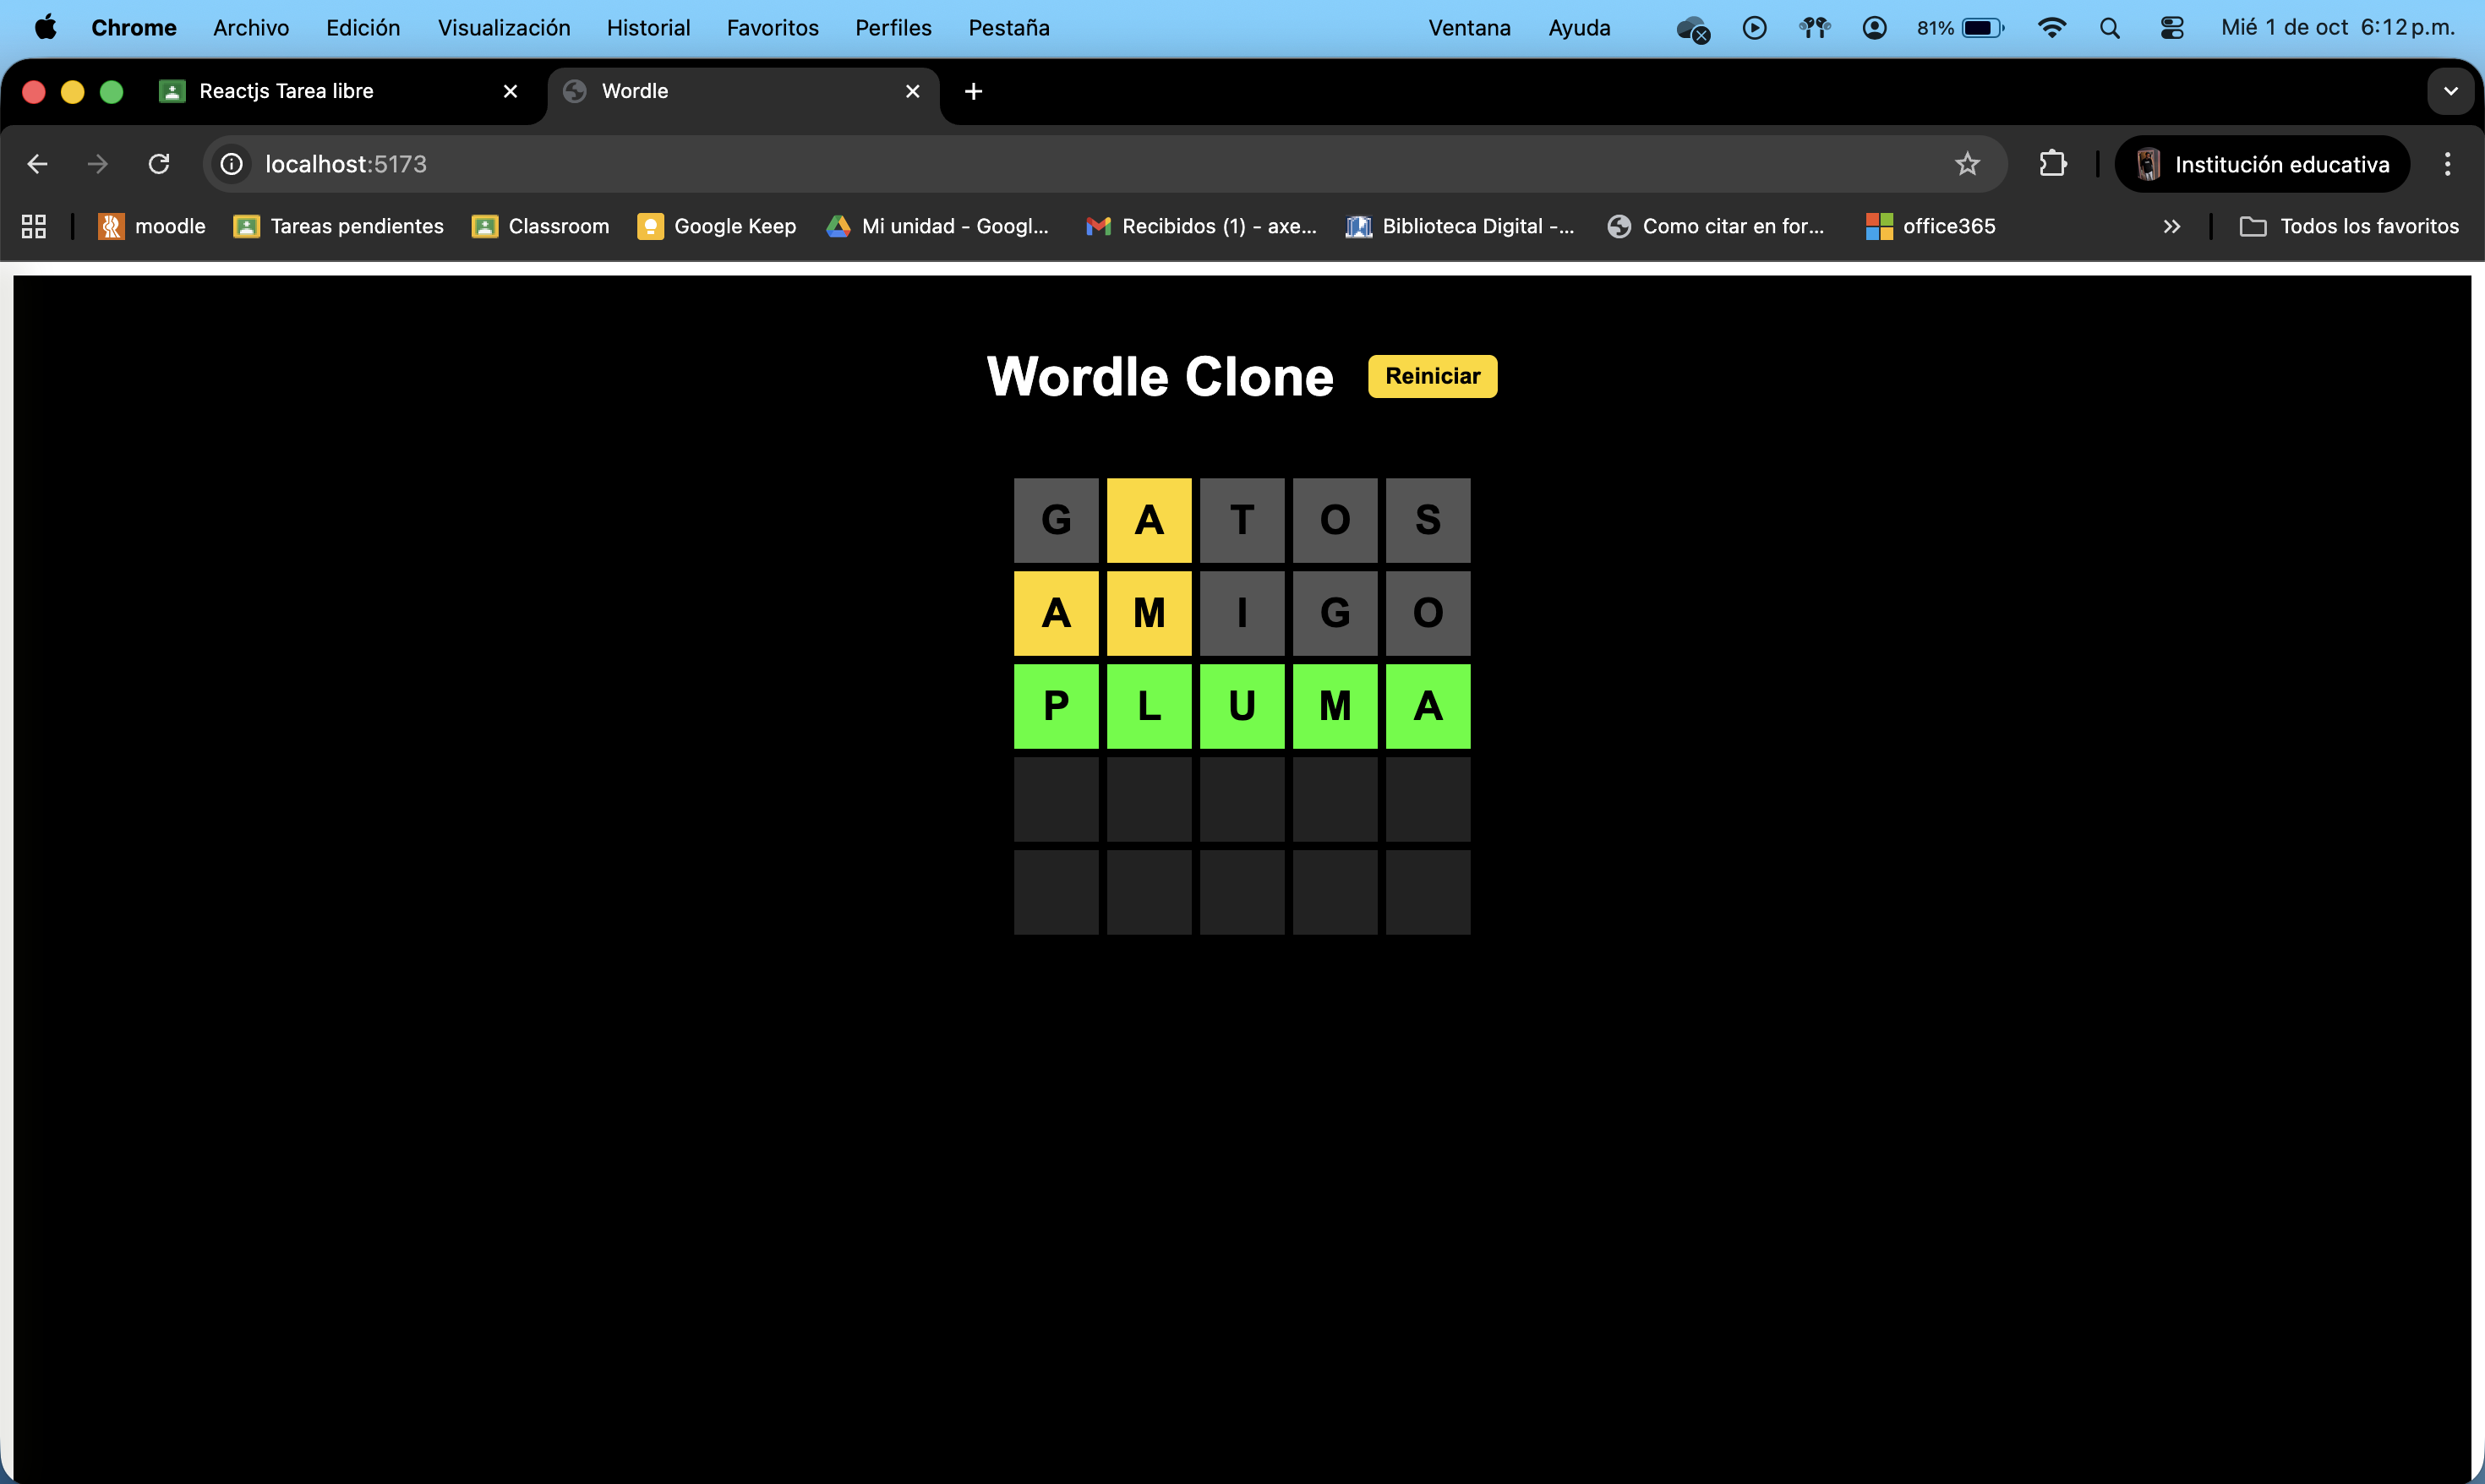 Chrome Archivo Edición Visualización Historial Favoritos Perfiles Pestaña Ventana Ayuda 81% Mié 1 de oct 6:12 p.m.
Reactjs Tarea libre Wordle
localhost:5173 Institución educativa
moodle Tareas pendientes Classroom Google Keep Mi unidad - Googl... Recibidos (1) - axe... Biblioteca Digital -... Como citar en for... office365 Todos los favoritos
Wordle Clone Reiniciar
G A T O S
A M I G O
P L U M A